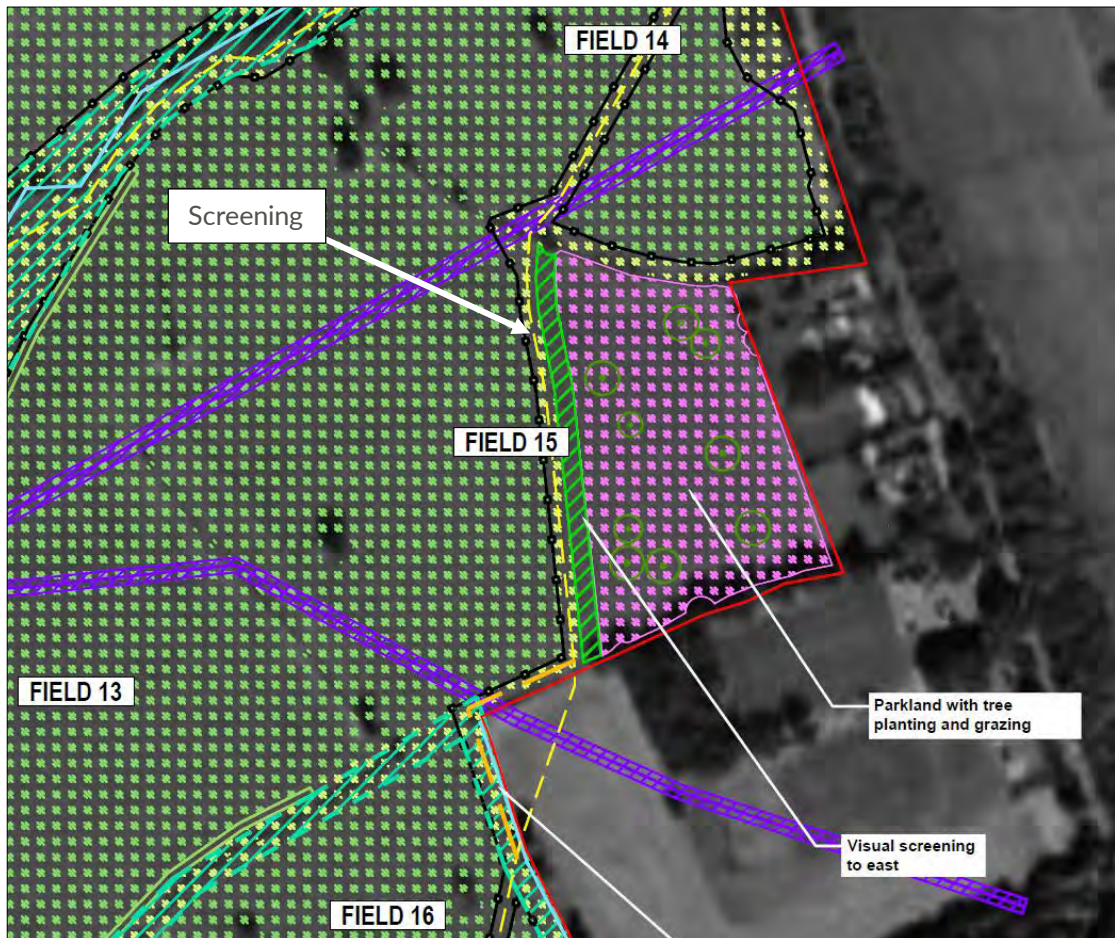 FIELD 14
Screening
FIELD 15
FIELD 13
Parkland with tree
planting and grazing
Visual screening
to east
FIELD 16